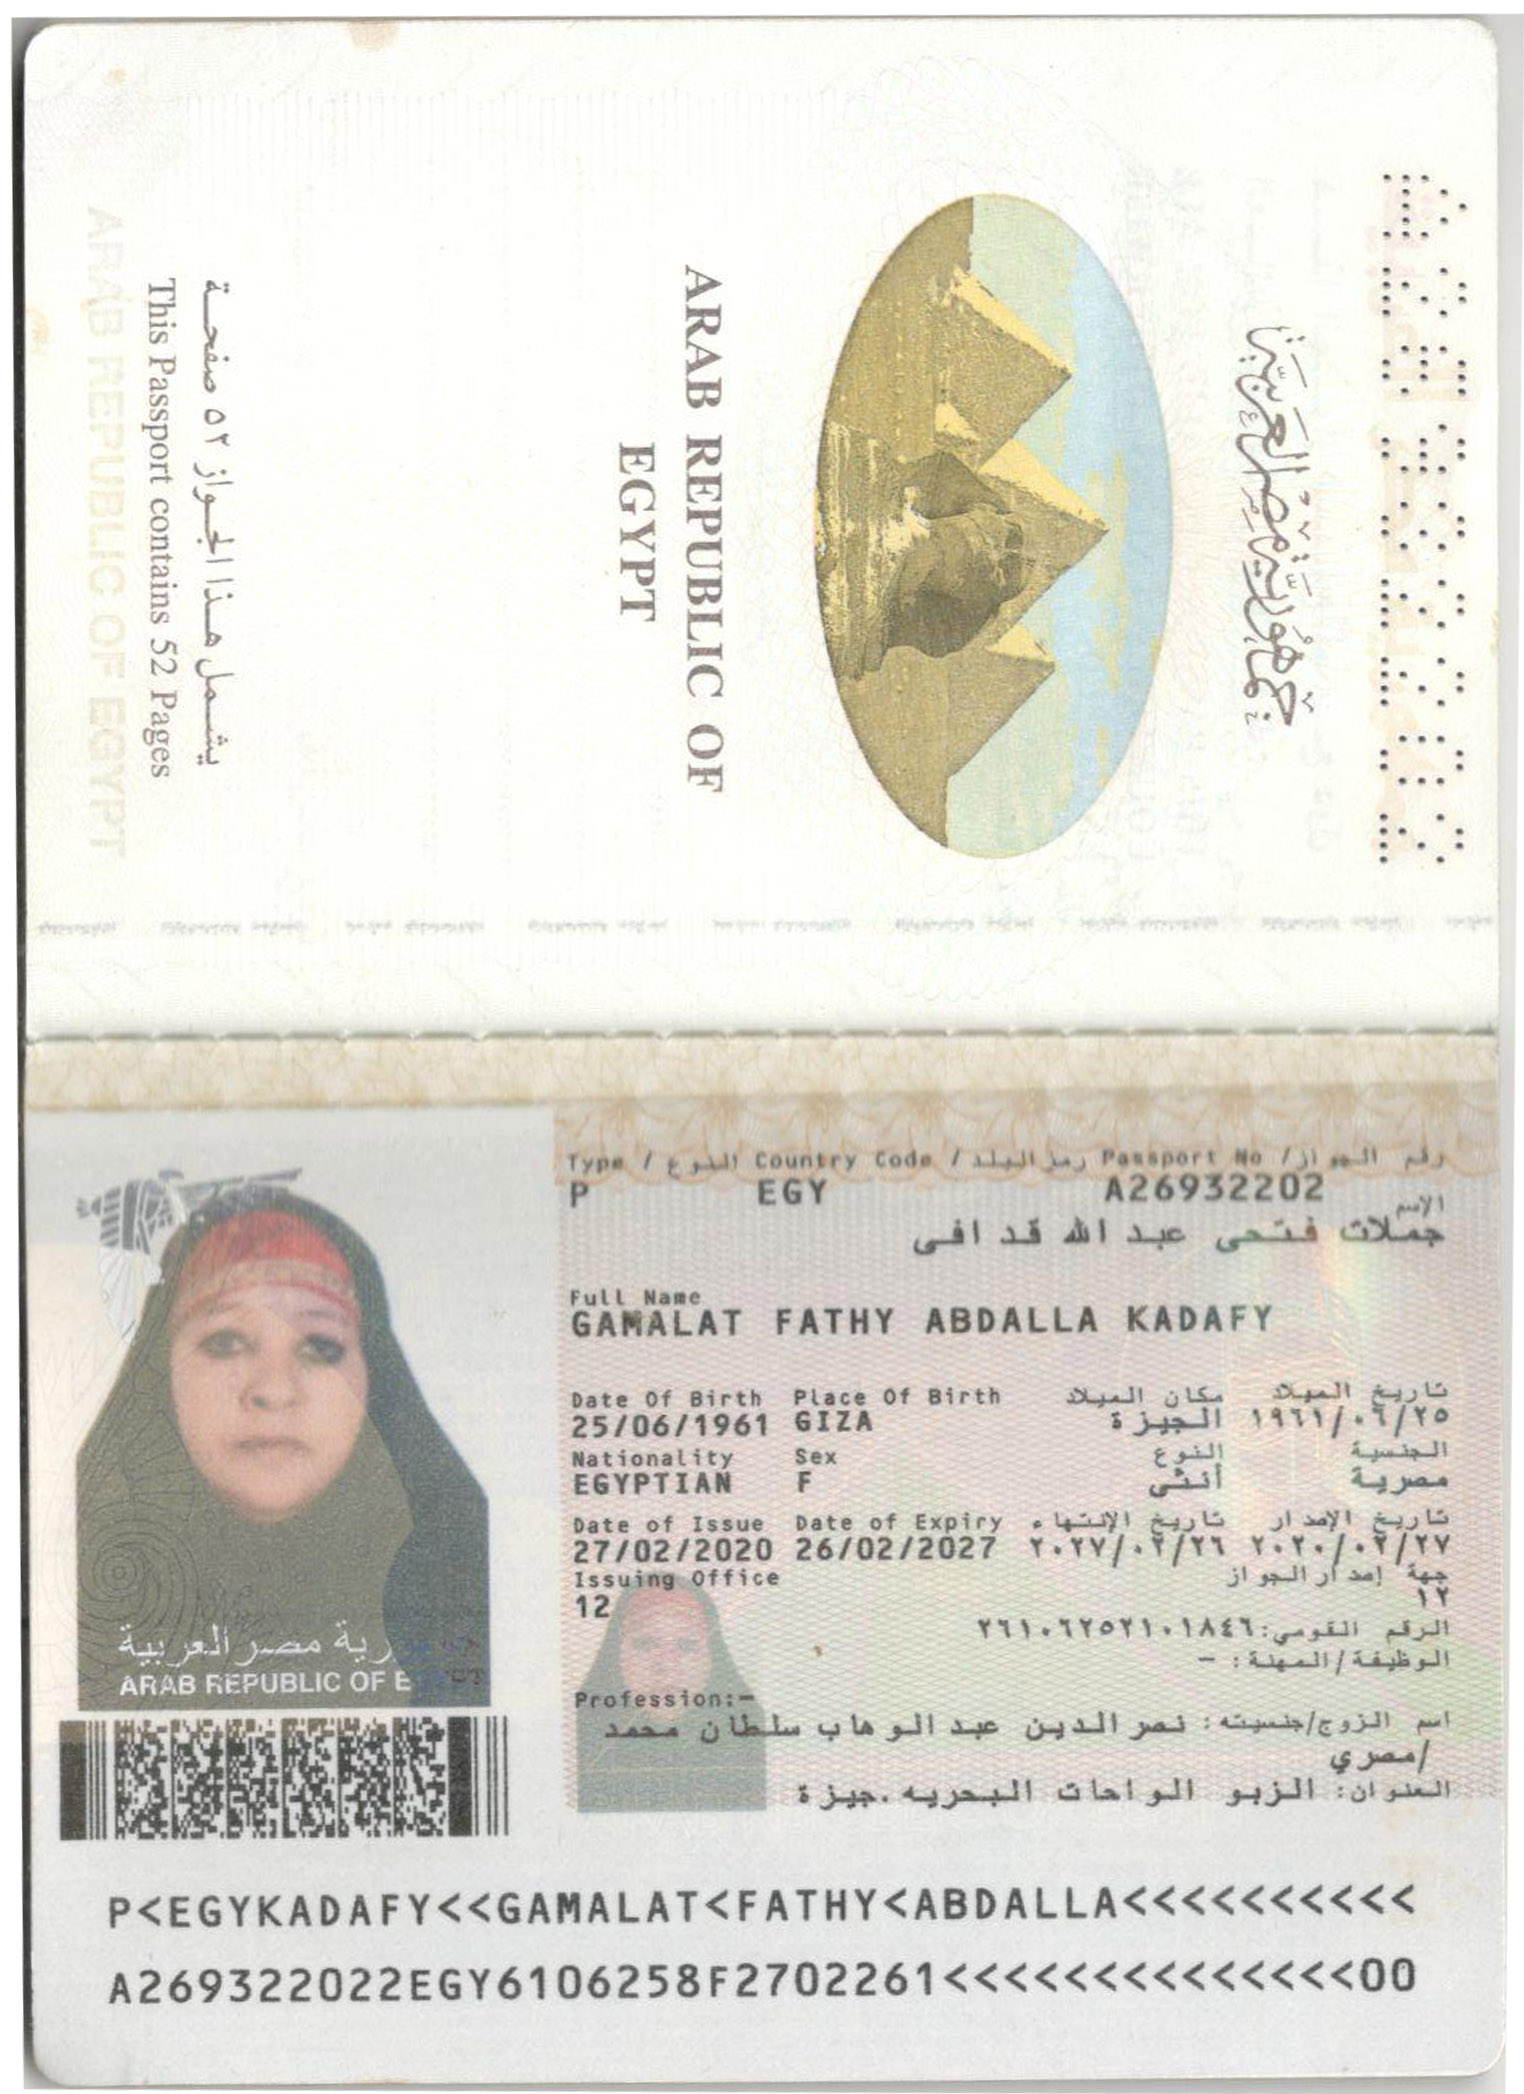 جمهورية مصر العربية
ARAB REPUBLIC OF
EGYPT
يشمل هذا الجواز ٥٢ صفحة
This Passport contains 52 Pages
ARAB REPUBLIC OF EGYPT
Type / النوع Country Code / رمز البلد Passport No / رقم الجواز
P EGY A26932202
الإسم
جملات فتحى عبد الله قدافى
Full Name
GAMALAT FATHY ABDALLA KADAFY
Date Of Birth Place Of Birth مكان الميلاد تاريخ الميلاد
25/06/1961 GIZA الجيزة ١٩٦١/٠٦/٢٥
Nationality Sex النوع الجنسية
EGYPTIAN F أنثى مصرية
Date of Issue Date of Expiry تاريخ الإنتهاء تاريخ الإصدار
27/02/2020 26/02/2027 ٢٠٢٧/٠٢/٢٦ ٢٠٢٠/٠٢/٢٧
Issuing Office جهة إصدار الجواز
12 ١٢
الرقم القومى: ٢٦١٠٦٢٥٢١٠١٨٤٦
الوظيفة/المهنة: -
Profession:-
اسم الزوج/جنسيته: نصر الدين عبد الوهاب سلطان محمد
/مصري
العنوان: الزبو الواحات البحريه.جيزة
رية مصر العربية
ARAB REPUBLIC OF E
P<EGYKADAFY<<GAMALAT<FATHY<ABDALLA<<<<<<<<<<
A269322022EGY6106258F2702261<<<<<<<<<<<<<<00